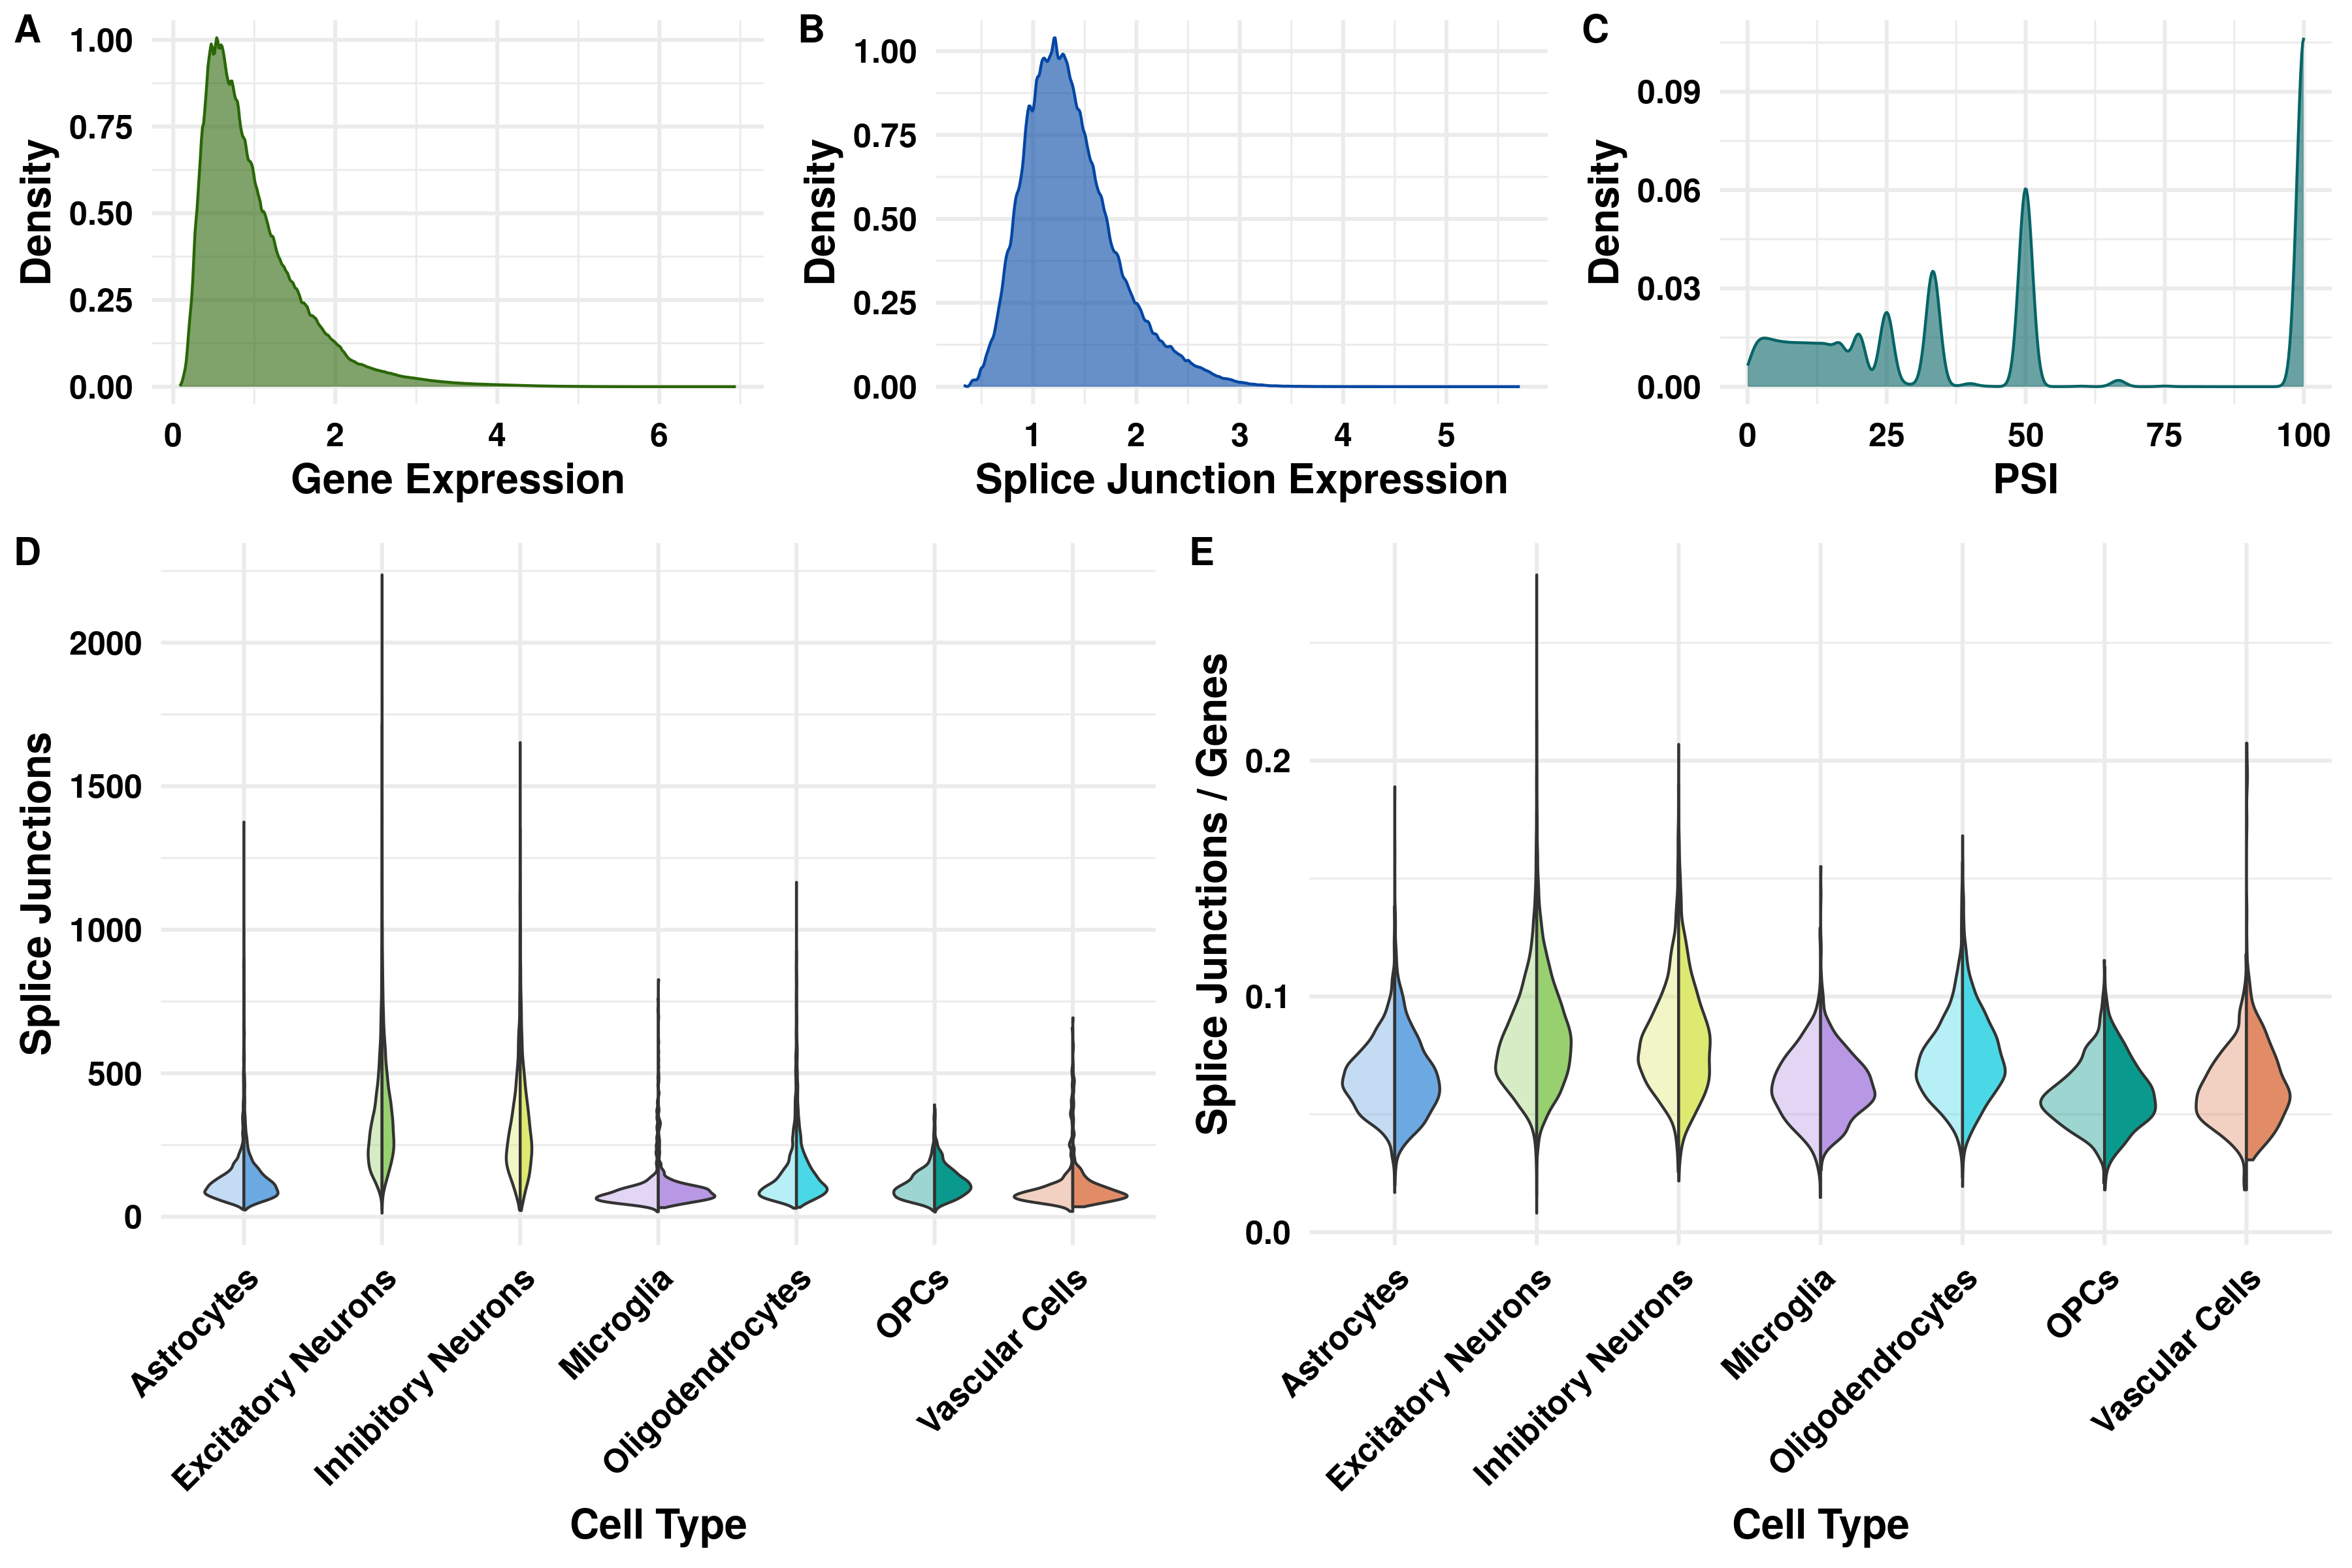 A
1.00
0.75
0.50
0.25
0.00
Density
0 2 4 6
Gene Expression
B
1.00
0.75
0.50
0.25
0.00
Density
1 2 3 4 5
Splice Junction Expression
C
0.09
0.06
0.03
0.00
Density
0 25 50 75 100
PSI
D
2000
1500
1000
500
0
Splice Junctions
Astrocytes
Excitatory Neurons
Inhibitory Neurons
Microglia
Oligodendrocytes
OPCs
Vascular Cells
Cell Type
E
0.2
0.1
0.0
Splice Junctions / Genes
Astrocytes
Excitatory Neurons
Inhibitory Neurons
Microglia
Oligodendrocytes
OPCs
Vascular Cells
Cell Type